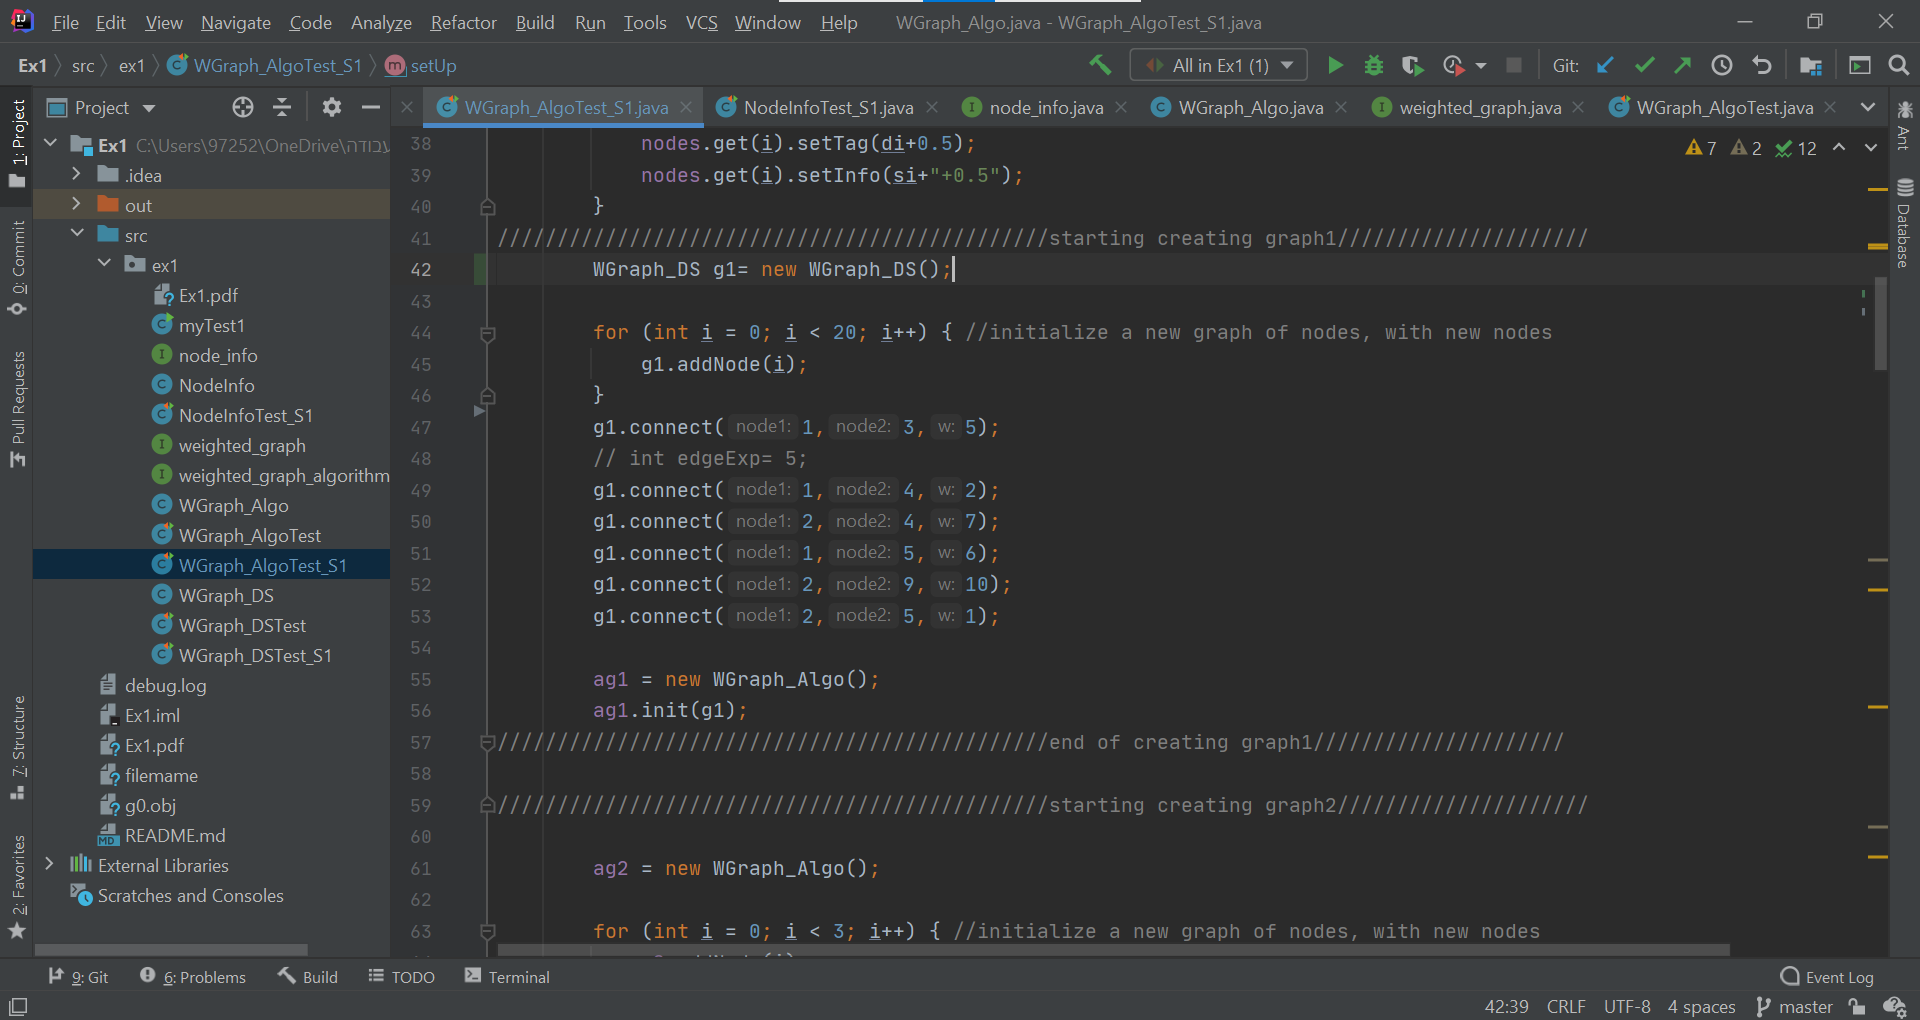 File Edit View Navigate Code Analyze Refactor Build Run Tools VCS Window Help WGraph_Algo.java - WGraph_AlgoTest_S1.java
Ex1 src ex1 WGraph_AlgoTest_S1 m setUp All in Ex1 (1) Git:
Project WGraph_AlgoTest_S1.java NodeInfoTest_S1.java node_info.java WGraph_Algo.java weighted_graph.java WGraph_AlgoTest.java
1: Project
0: Commit
Pull Requests
7: Structure
2: Favorites
Ex1 C:\Users\97252\OneDrive\עבודה
.idea
out
src
ex1
Ex1.pdf
myTest1
node_info
NodeInfo
NodeInfoTest_S1
weighted_graph
weighted_graph_algorithm
WGraph_Algo
WGraph_AlgoTest
WGraph_AlgoTest_S1
WGraph_DS
WGraph_DSTest
WGraph_DSTest_S1
debug.log
Ex1.iml
Ex1.pdf
filemame
g0.obj
README.md
External Libraries
Scratches and Consoles
7 2 12
38 nodes.get(i).setTag(di+0.5);
39 nodes.get(i).setInfo(si+"+0.5");
40 }
41 //////////////////////////////////////////////starting creating graph1/////////////////////
42 WGraph_DS g1= new WGraph_DS();
43
44 for (int i = 0; i < 20; i++) { //initialize a new graph of nodes, with new nodes
45 g1.addNode(i);
46 }
47 g1.connect( node1: 1, node2: 3, w: 5);
48 // int edgeExp= 5;
49 g1.connect( node1: 1, node2: 4, w: 2);
50 g1.connect( node1: 2, node2: 4, w: 7);
51 g1.connect( node1: 1, node2: 5, w: 6);
52 g1.connect( node1: 2, node2: 9, w: 10);
53 g1.connect( node1: 2, node2: 5, w: 1);
54
55 ag1 = new WGraph_Algo();
56 ag1.init(g1);
57 //////////////////////////////////////////////end of creating graph1/////////////////////
58
59 //////////////////////////////////////////////starting creating graph2/////////////////////
60
61 ag2 = new WGraph_Algo();
62
63 for (int i = 0; i < 3; i++) { //initialize a new graph of nodes, with new nodes
Ant
Database
9: Git 6: Problems Build TODO Terminal Event Log
42:39 CRLF UTF-8 4 spaces master